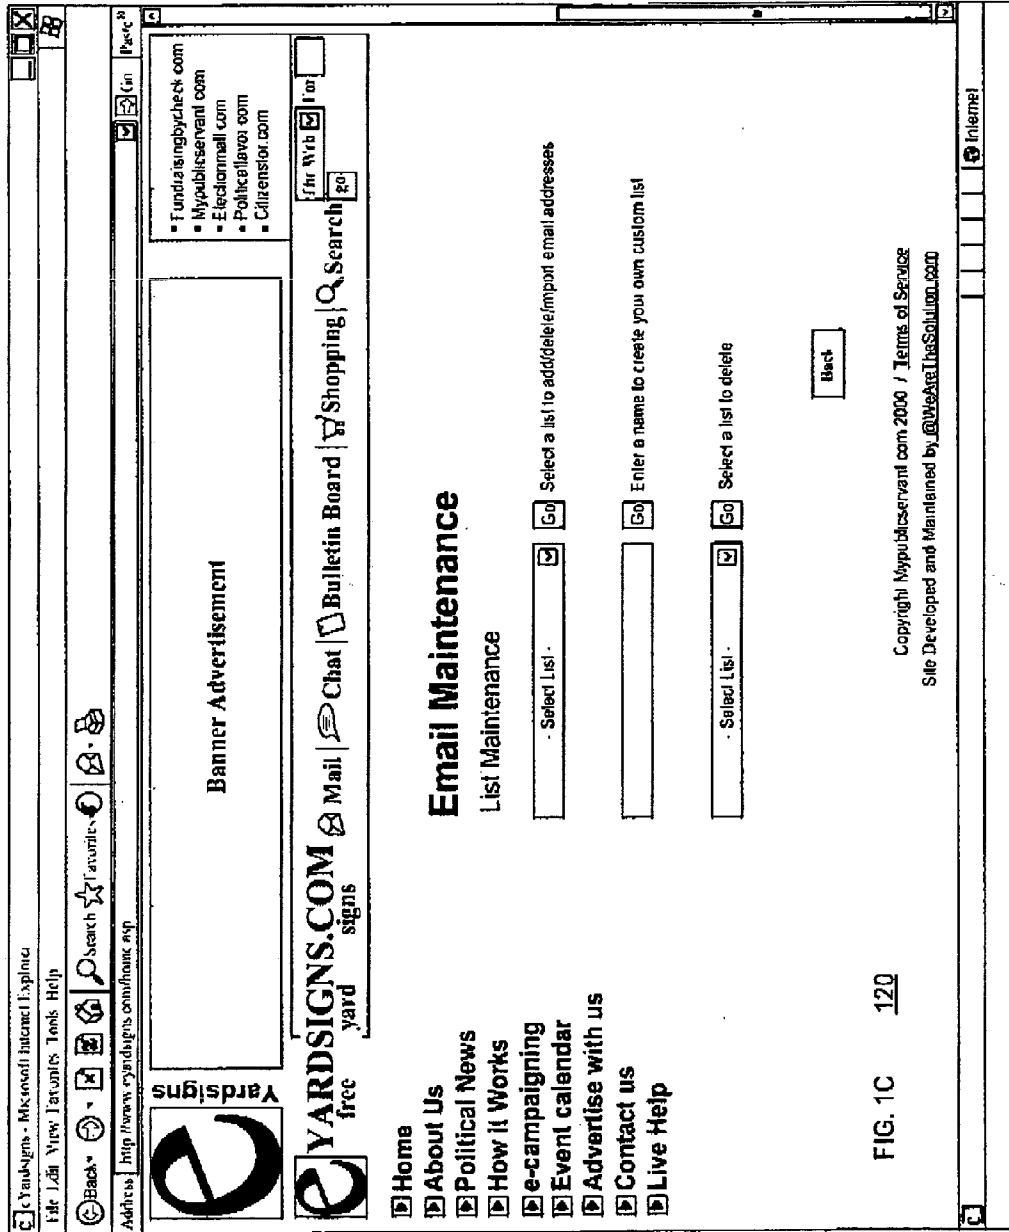 eYardsigns - Microsoft Internet Explorer
File Edit View Favorites Tools Help
Back Search Favorites
Address http //www eyardsigns com/home asp Go
Yardsigns
Banner Advertisement
Fundraisingbycheck com
Mypublicservant com
Electionmall com
Politicalflavor com
Citizensfor.com
eYARDSIGNS.COM Mail Chat Bulletin Board Shopping Search The Web For
free yard signs go
Home
About Us
Political News
How it Works
e-campaigning
Event calendar
Advertise with us
Contact us
Live Help
Email Maintenance
List Maintenance
- Select List - Go Select a list to add/delete/import email addresses
Go Enter a name to create your own custom list
- Select List - Go Select a list to delete
Back
Copyright Mypublicservant com 2000 / Terms of Service
Site Developed and Maintained by @WeAreTheSolution.com
FIG. 1C 120
Internet